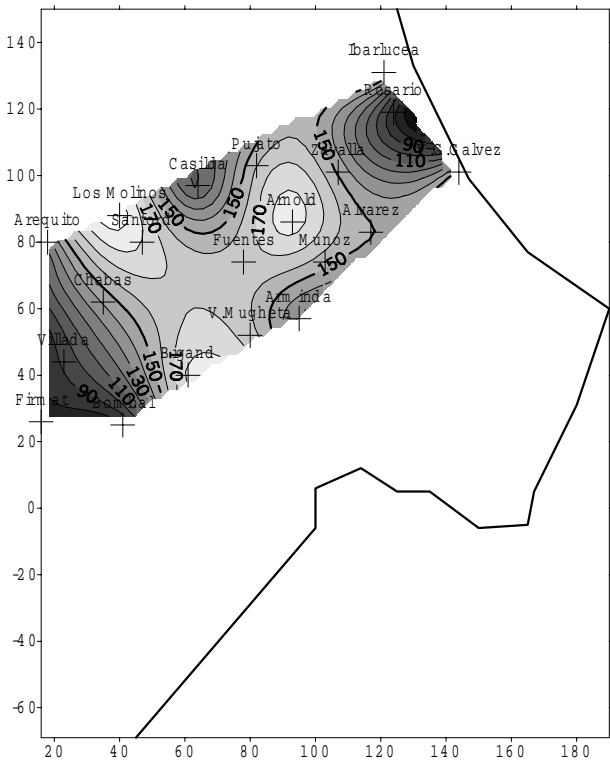 140
Ibarlucea
120
Rosario
Pujato
150
Zavalla
90
110
G.Galvez
100
Casilda
Los Molinos
Arnold
170
150
150
170
Alvarez
Arequito
80
Fuentes
Munoz
150
Chabas
Arminda
60
V.Mugheta
Villada
Bigand
40
170
150
130
110
90
Firmat
Bombal
20
0
-20
-40
-60
20 40 60 80 100 120 140 160 180